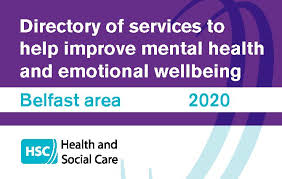 Directory of services to
help improve mental health
and emotional wellbeing
Belfast area 2020
HSC Health and
Social Care